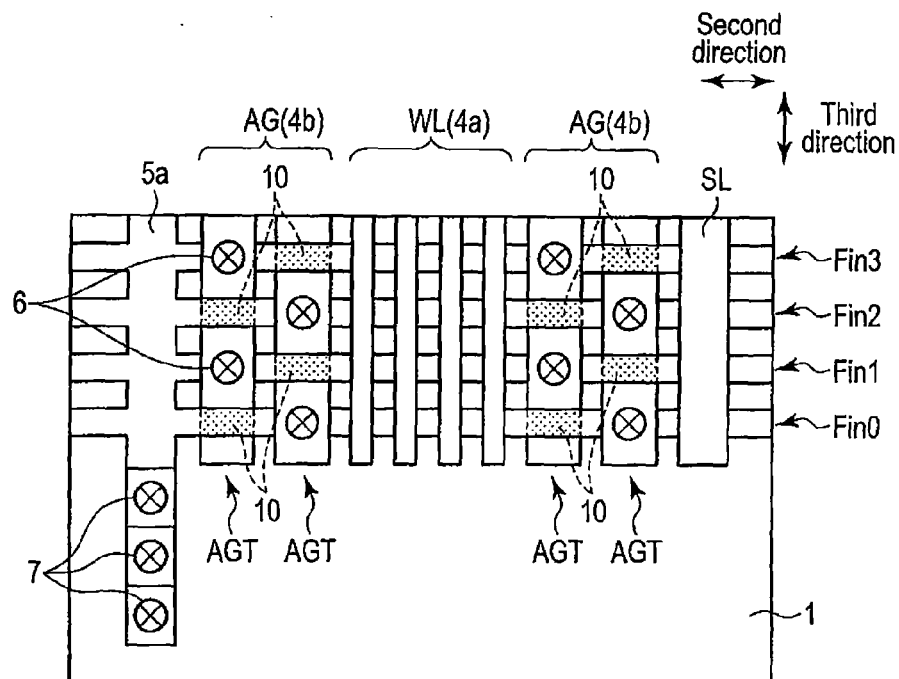 Second
direction
Third
direction
AG(4b)
WL(4a)
AG(4b)
5a
10
10
SL
Fin3
6
Fin2
Fin1
Fin0
10
10
AGT
AGT
AGT
AGT
7
1